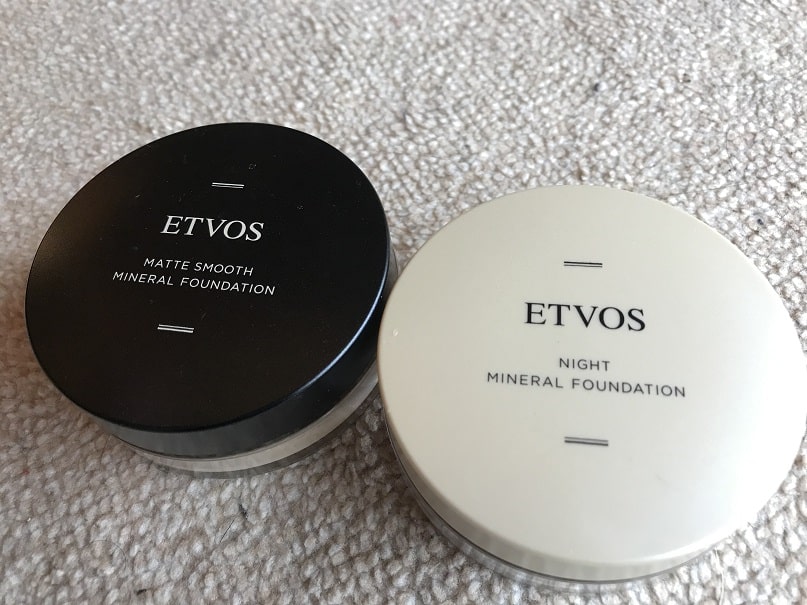 ETVOS
MATTE SMOOTH
MINERAL FOUNDATION
ETVOS
NIGHT
MINERAL FOUNDATION